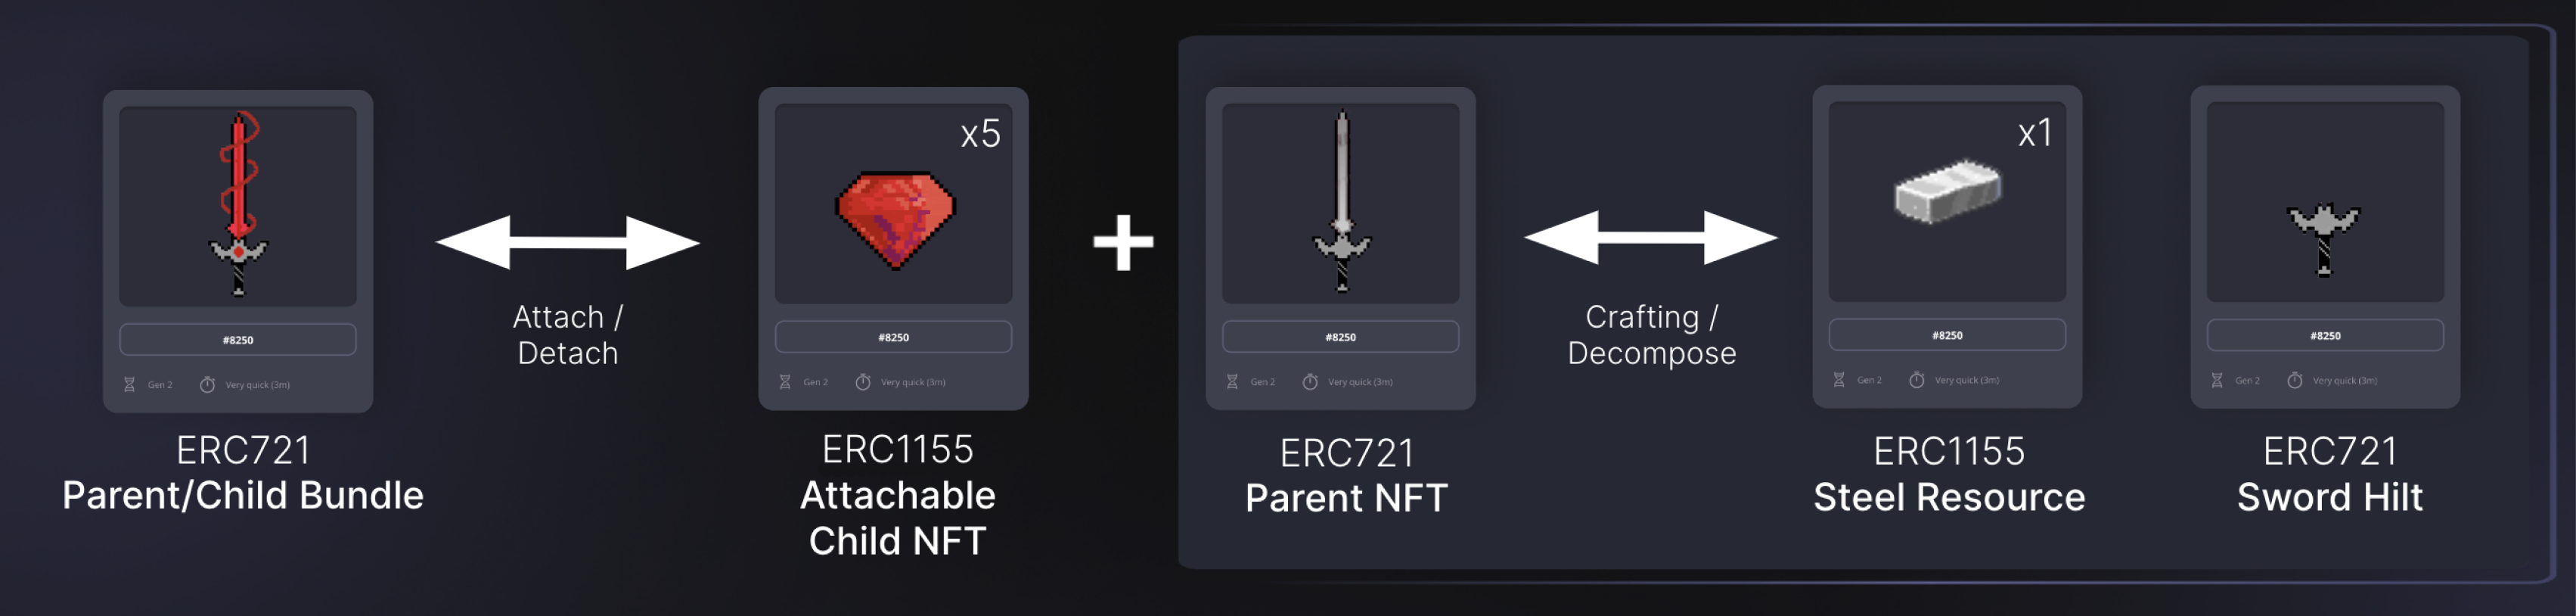 #8250
Gen 2 Very quick (3m)
ERC721
Parent/Child Bundle
Attach /
Detach
x5
#8250
Gen 2 Very quick (3m)
ERC1155
Attachable
Child NFT
+
#8250
Gen 2 Very quick (3m)
ERC721
Parent NFT
Crafting /
Decompose
x1
#8250
Gen 2 Very quick (3m)
ERC1155
Steel Resource
#8250
Gen 2 Very quick (3m)
ERC721
Sword Hilt